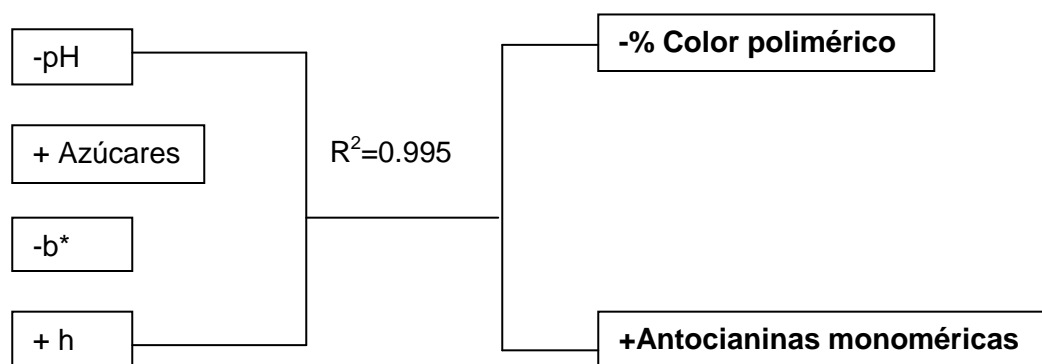 -pH
+ Azúcares
-b*
+ h
R²=0.995
-% Color polimérico
+Antocianinas monoméricas